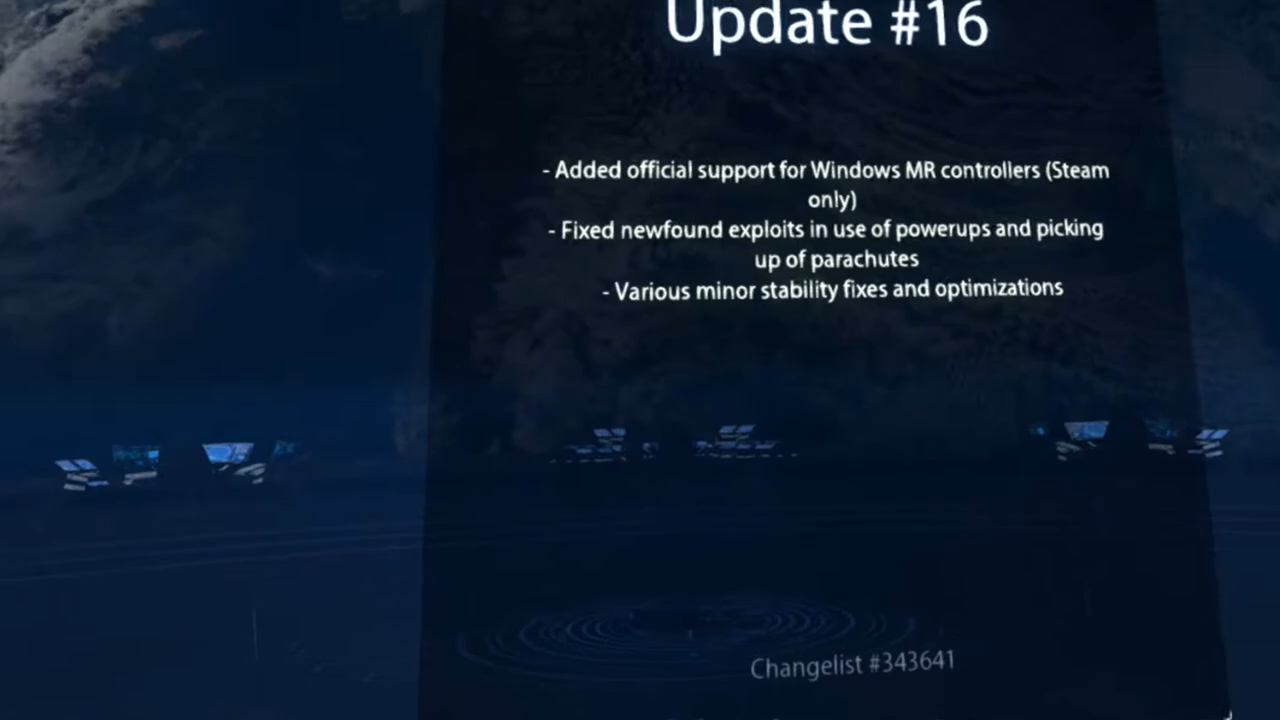 Update #16
- Added official support for Windows MR controllers (Steam
only)
- Fixed newfound exploits in use of powerups and picking
up of parachutes
- Various minor stability fixes and optimizations
Changelist #343641